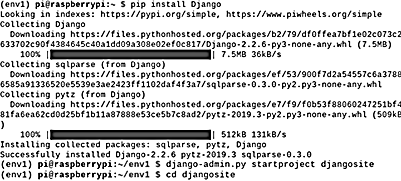 (env1) pi@raspberrypi:~ $ pip install Django
Looking in indexes: https://pypi.org/simple, https://www.piwheels.org/simple
Collecting Django
Downloading https://files.pythonhosted.org/packages/b2/79/df0ffea7bf1e02c073c2
633702c90f4384645c40a1dd09a308e02ef0c817/Django-2.2.6-py3-none-any.whl (7.5MB)
100% 7.5MB 36kB/s
Collecting sqlparse (from Django)
Downloading https://files.pythonhosted.org/packages/ef/53/900f7d2a54557c6a3788
6585a91336520e5539e3ae2423ff1102daf4f3a7/sqlparse-0.3.0-py2.py3-none-any.whl
Collecting pytz (from Django)
Downloading https://files.pythonhosted.org/packages/e7/f9/f0b53f88060247251bf4
81fa6ea62cd0d25bf1b11a87888e53ce5b7c8ad2/pytz-2019.3-py2.py3-none-any.whl (509kB
)
100% 512kB 131kB/s
Installing collected packages: sqlparse, pytz, Django
Successfully installed Django-2.2.6 pytz-2019.3 sqlparse-0.3.0
(env1) pi@raspberrypi:~/env1 $ django-admin.py startproject djangosite
(env1) pi@raspberrypi:~/env1 $ cd djangosite